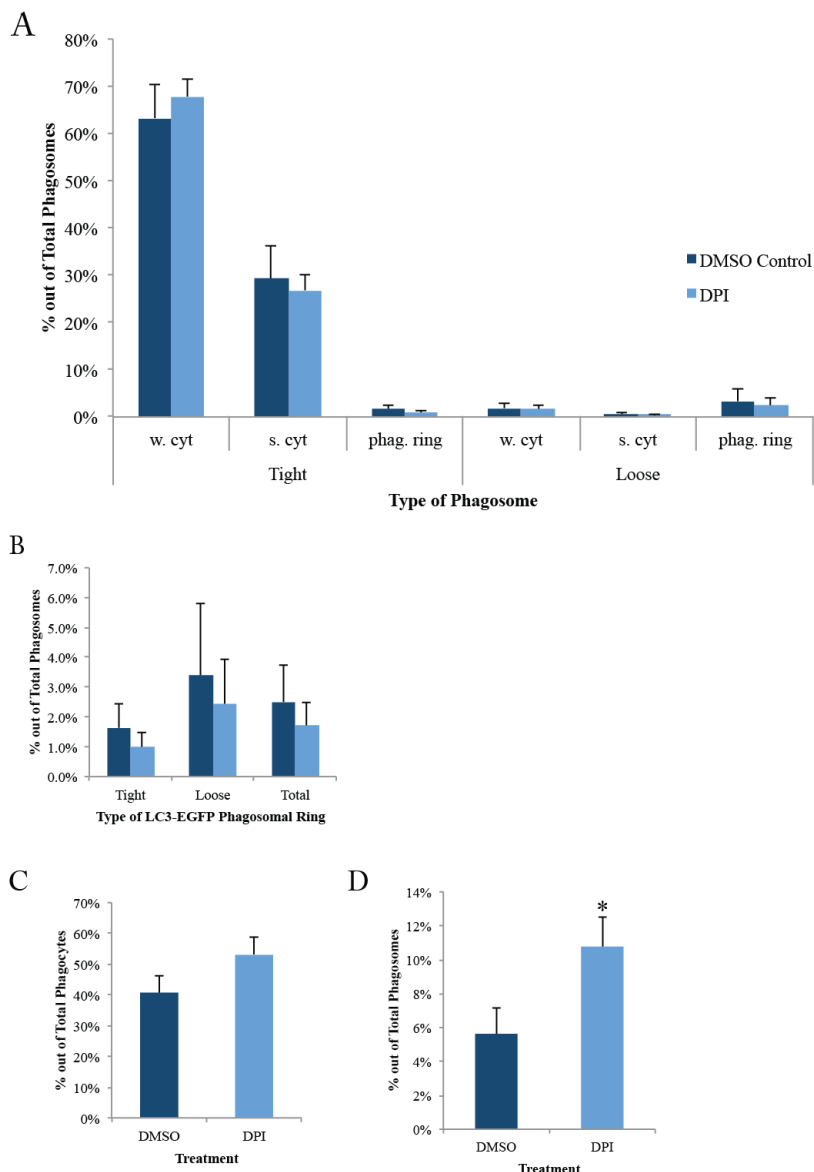 A
80%
70%
60%
50%
40%
30%
20%
10%
0%
% out of Total Phagosomes
DMSO Control
DPI
w. cyt s. cyt phag. ring w. cyt s. cyt phag. ring
Tight Loose
Type of Phagosome
B
7.0%
6.0%
5.0%
4.0%
3.0%
2.0%
1.0%
0.0%
% out of Total Phagosomes
Tight Loose Total
Type of LC3-EGFP Phagosomal Ring
C
70%
60%
50%
40%
30%
20%
10%
0%
% out of Total Phagocytes
DMSO DPI
Treatment
D
14%
12%
10%
8%
6%
4%
2%
0%
% out of Total Phagosomes
*
DMSO DPI
Treatment